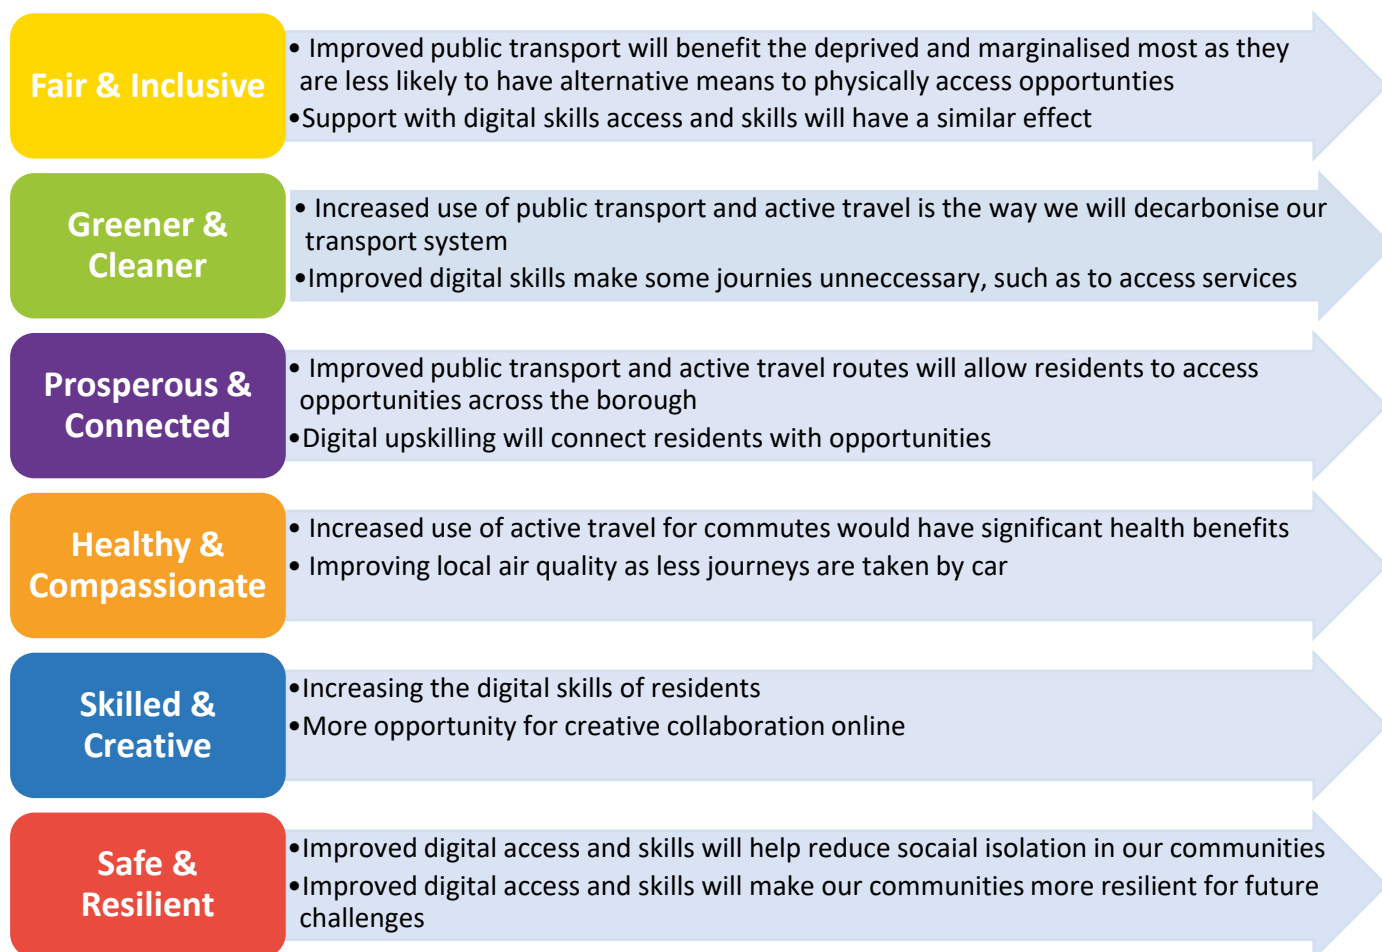 Fair & Inclusive
• Improved public transport will benefit the deprived and marginalised most as they
are less likely to have alternative means to physically access opportunties
•Support with digital skills access and skills will have a similar effect
Greener &
Cleaner
• Increased use of public transport and active travel is the way we will decarbonise our
transport system
•Improved digital skills make some journies unneccessary, such as to access services
Prosperous &
Connected
• Improved public transport and active travel routes will allow residents to access
opportunities across the borough
•Digital upskilling will connect residents with opportunities
Healthy &
Compassionate
• Increased use of active travel for commutes would have significant health benefits
• Improving local air quality as less journeys are taken by car
Skilled &
Creative
•Increasing the digital skills of residents
•More opportunity for creative collaboration online
Safe &
Resilient
•Improved digital access and skills will help reduce socaial isolation in our communities
•Improved digital access and skills will make our communities more resilient for future
challenges